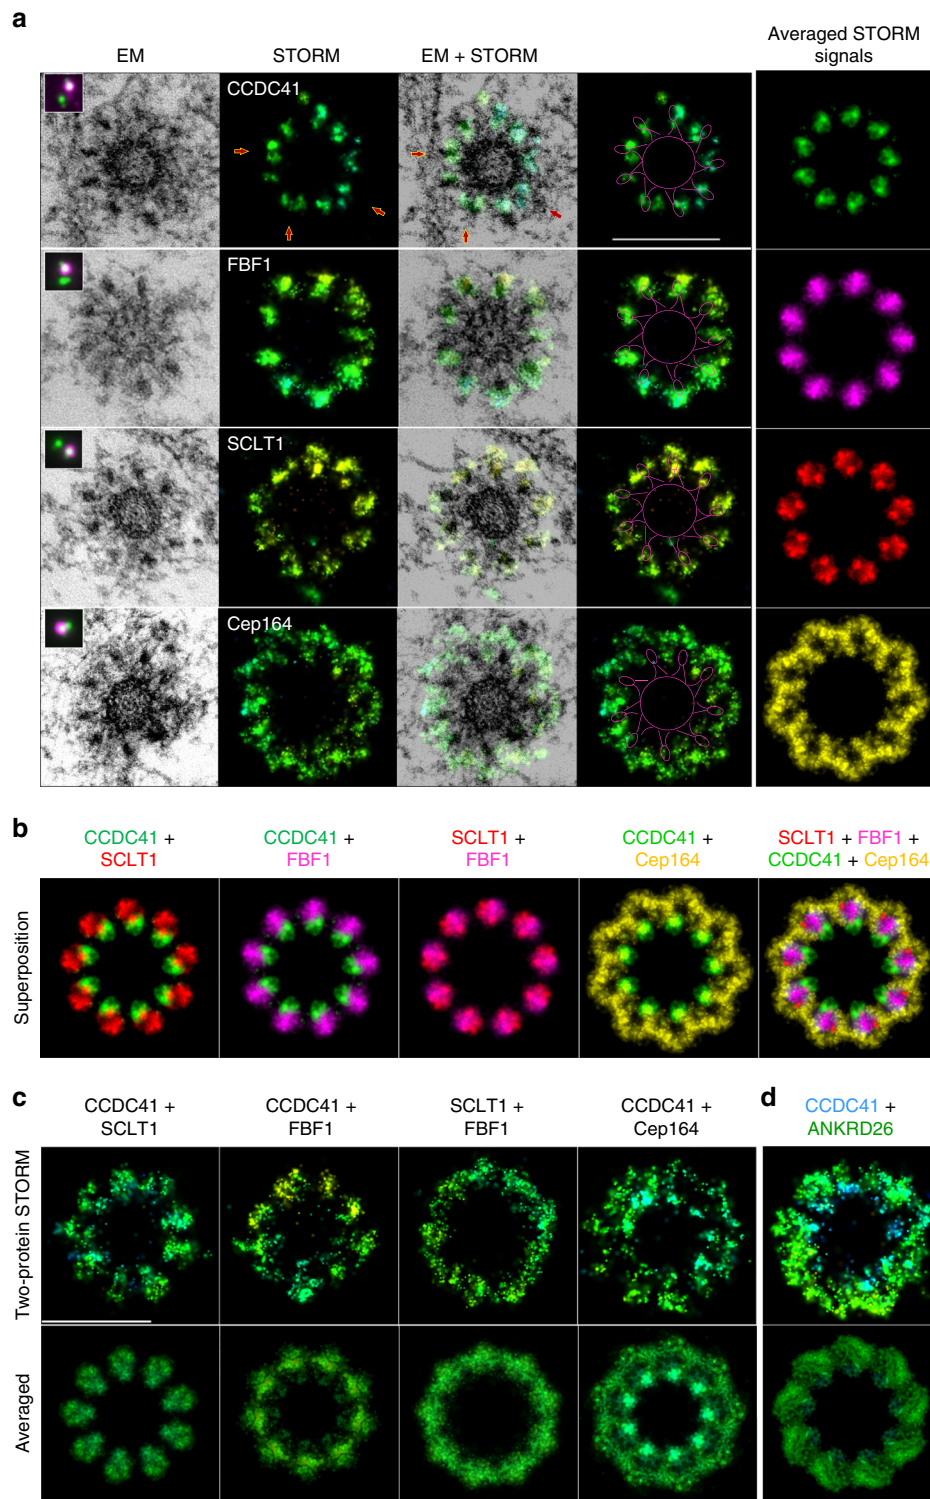 a
EM
STORM
EM + STORM
Averaged STORM
signals
CCDC41
FBF1
SCLT1
Cep164
b
CCDC41 +
SCLT1
CCDC41 +
FBF1
SCLT1 +
FBF1
CCDC41 +
Cep164
SCLT1 + FBF1 +
CCDC41 + Cep164
Superposition
c
CCDC41 +
SCLT1
CCDC41 +
FBF1
SCLT1 +
FBF1
CCDC41 +
Cep164
d
CCDC41 +
ANKRD26
Two-protein STORM
Averaged